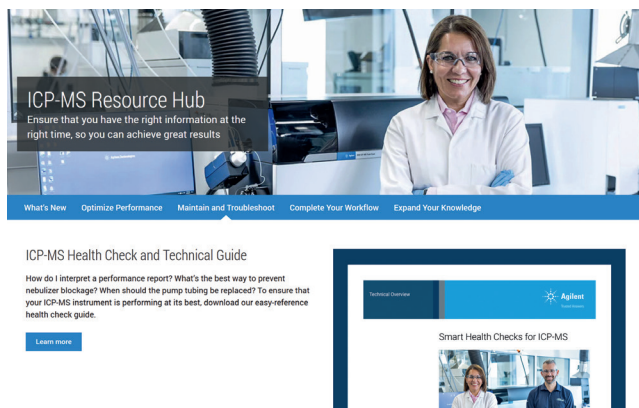 ICP-MS Resource Hub
Ensure that you have the right information at the
right time, so you can achieve great results
What's New Optimize Performance Maintain and Troubleshoot Complete Your Workflow Expand Your Knowledge
ICP-MS Health Check and Technical Guide
How do I interpret a performance report? What's the best way to prevent
nebulizer blockage? When should the pump tubing be replaced? To ensure that
your ICP-MS instrument is performing at its best, download our easy-reference
health check guide.
Learn more
Technical Overview
Agilent
Smart Health Checks for ICP-MS